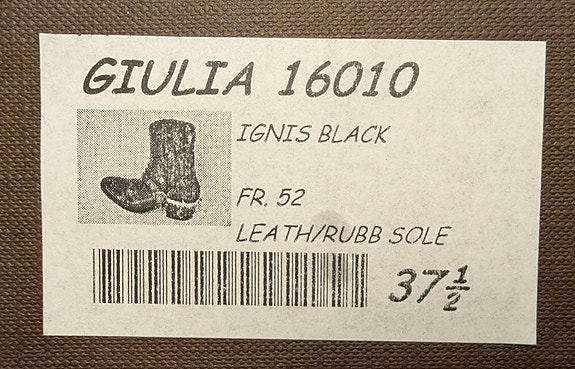 GIULIA 16010
IGNIS BLACK
FR. 52
LEATH/RUBB SOLE
37½